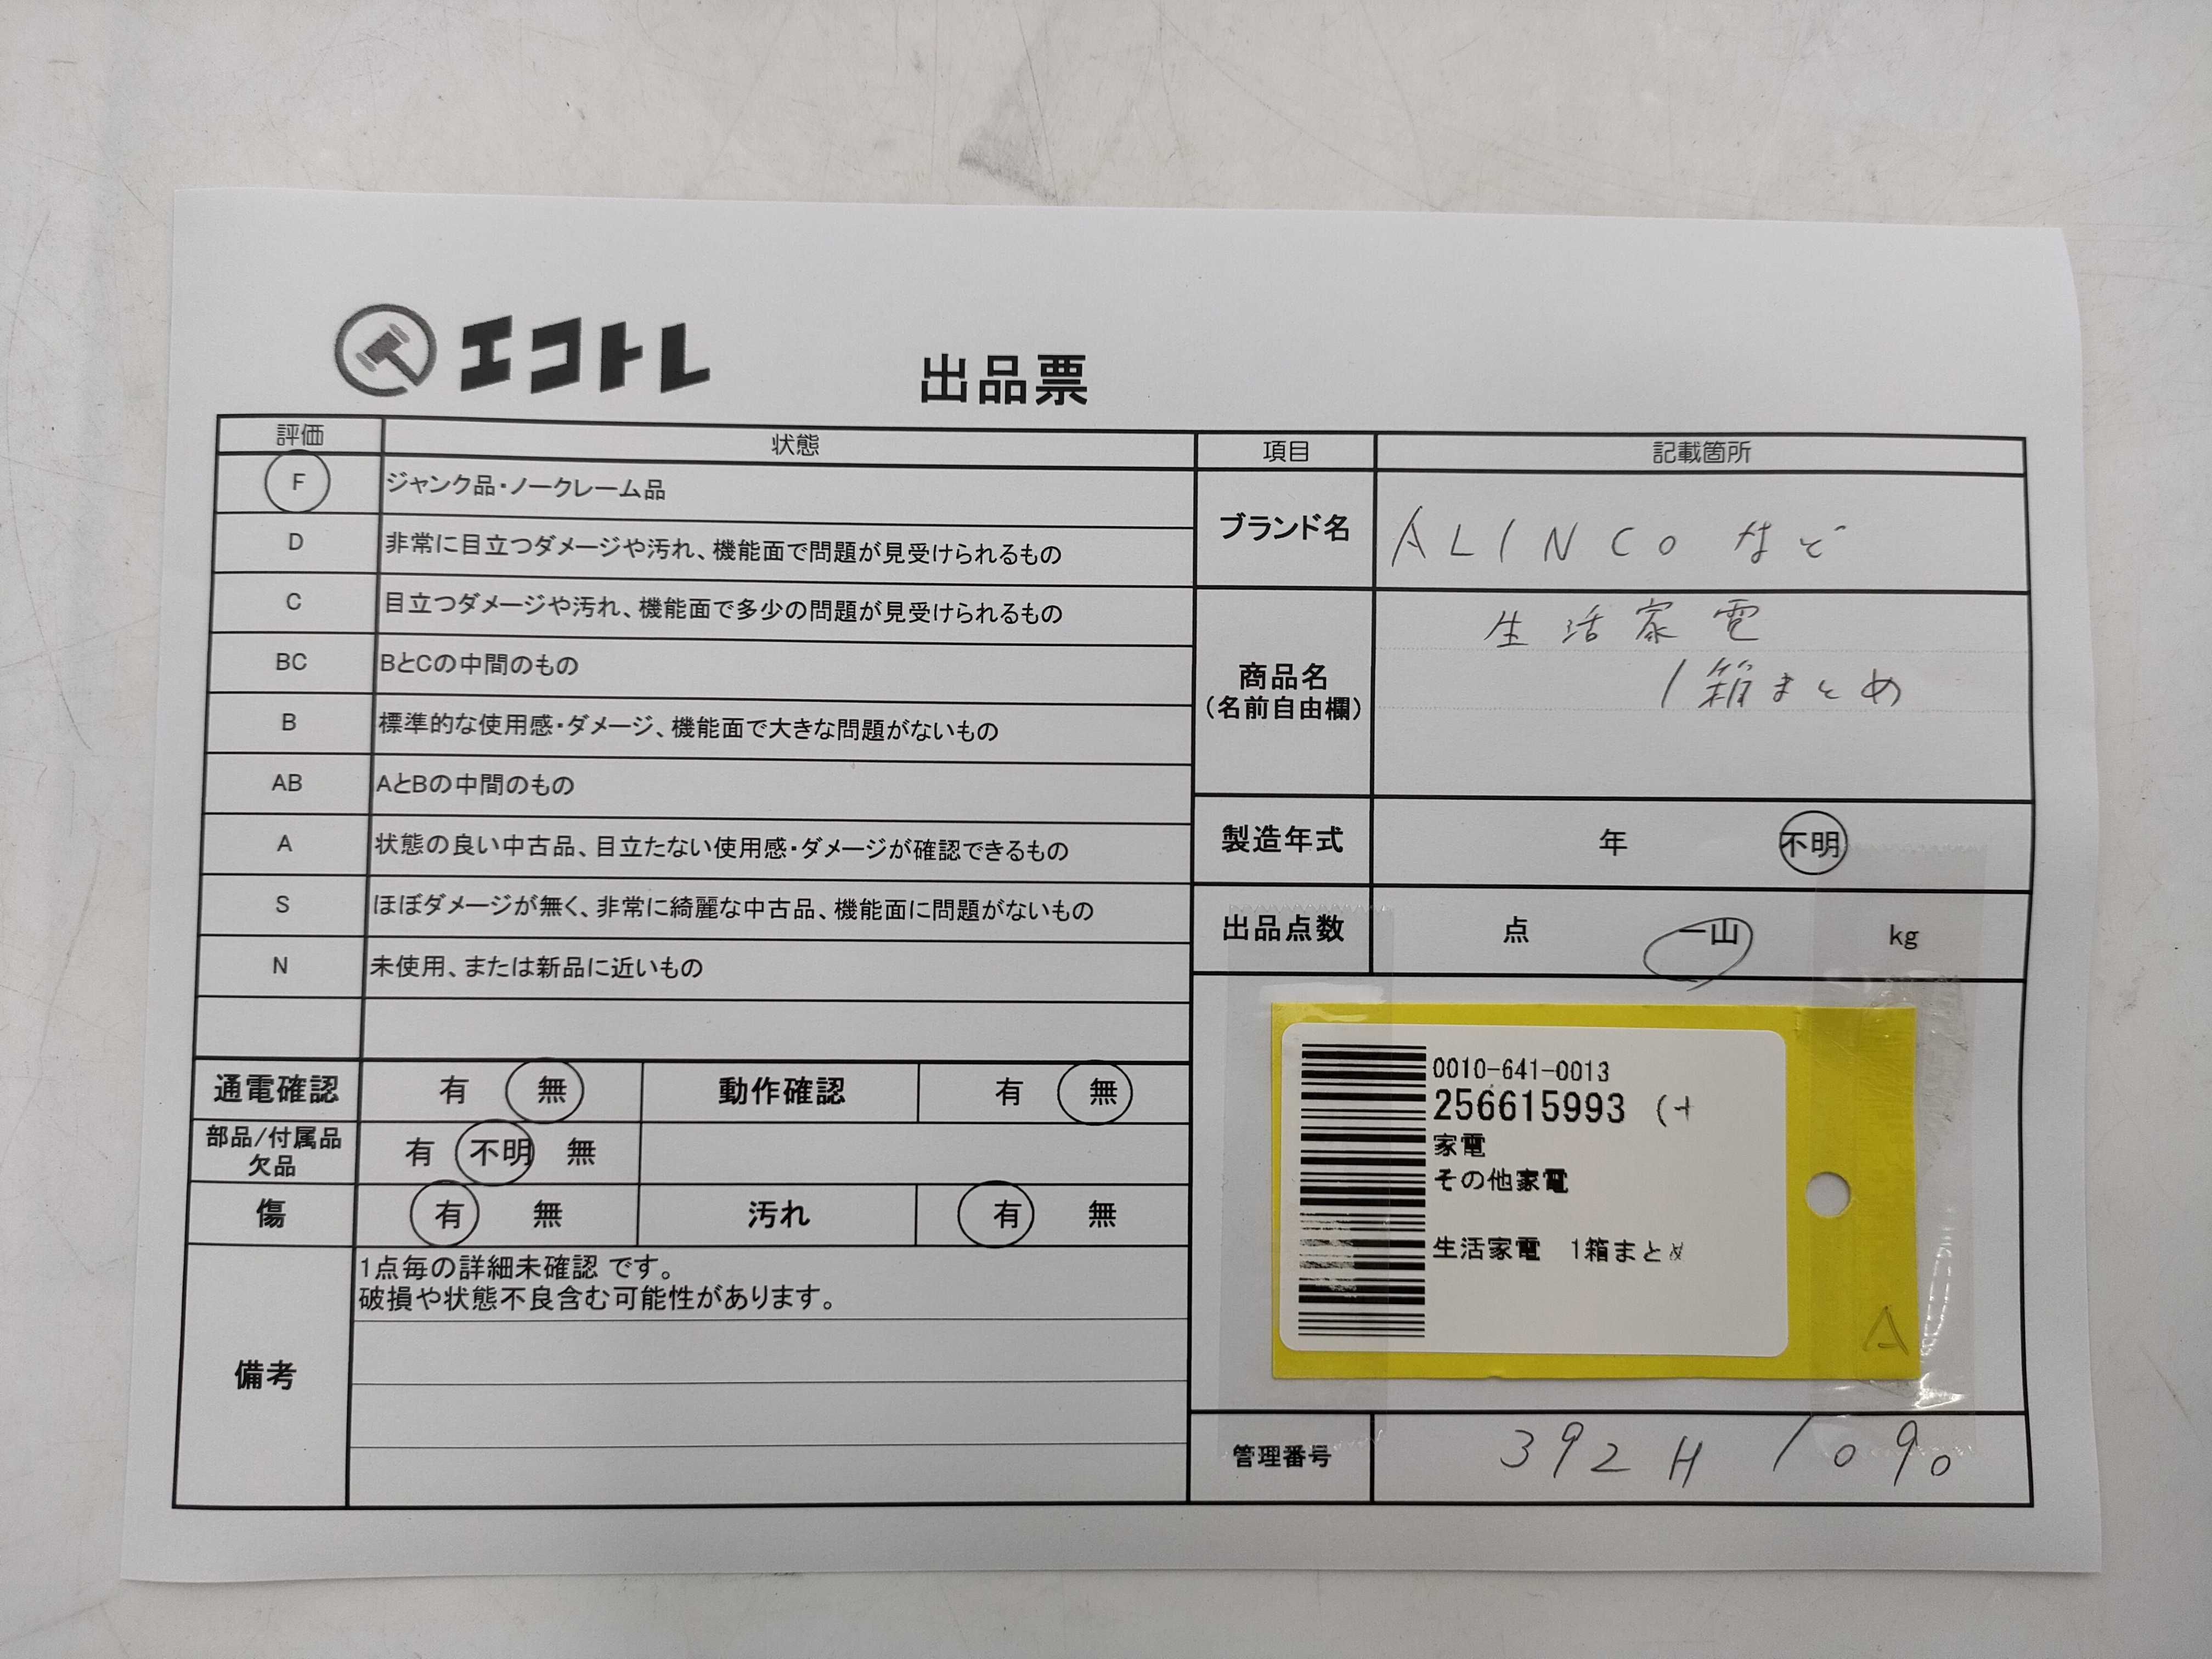 エコトレ
出品票
評価 状態
F ジャンク品・ノークレーム品
D 非常に目立つダメージや汚れ、機能面で問題が見受けられるもの
C 目立つダメージや汚れ、機能面で多少の問題が見受けられるもの
BC BとCの中間のもの
B 標準的な使用感・ダメージ、機能面で大きな問題がないもの
AB AとBの中間のもの
A 状態の良い中古品、目立たない使用感・ダメージが確認できるもの
S ほぼダメージが無く、非常に綺麗な中古品、機能面に問題がないもの
N 未使用、または新品に近いもの
通電確認 有 無 動作確認 有 無
部品/付属品
欠品 有 不明 無
傷 有 無 汚れ 有 無
備考
1点毎の詳細未確認 です。
破損や状態不良含む可能性があります。
項目 記載箇所
ブランド名 ALINCO など
商品名
(名前自由欄)
生活家電
1箱まとめ
製造年式 年 不明
出品点数 点 一山 kg
0010-641-0013
256615993
家電
その他家電
生活家電 1箱まとめ
A
管理番号 392H 1090